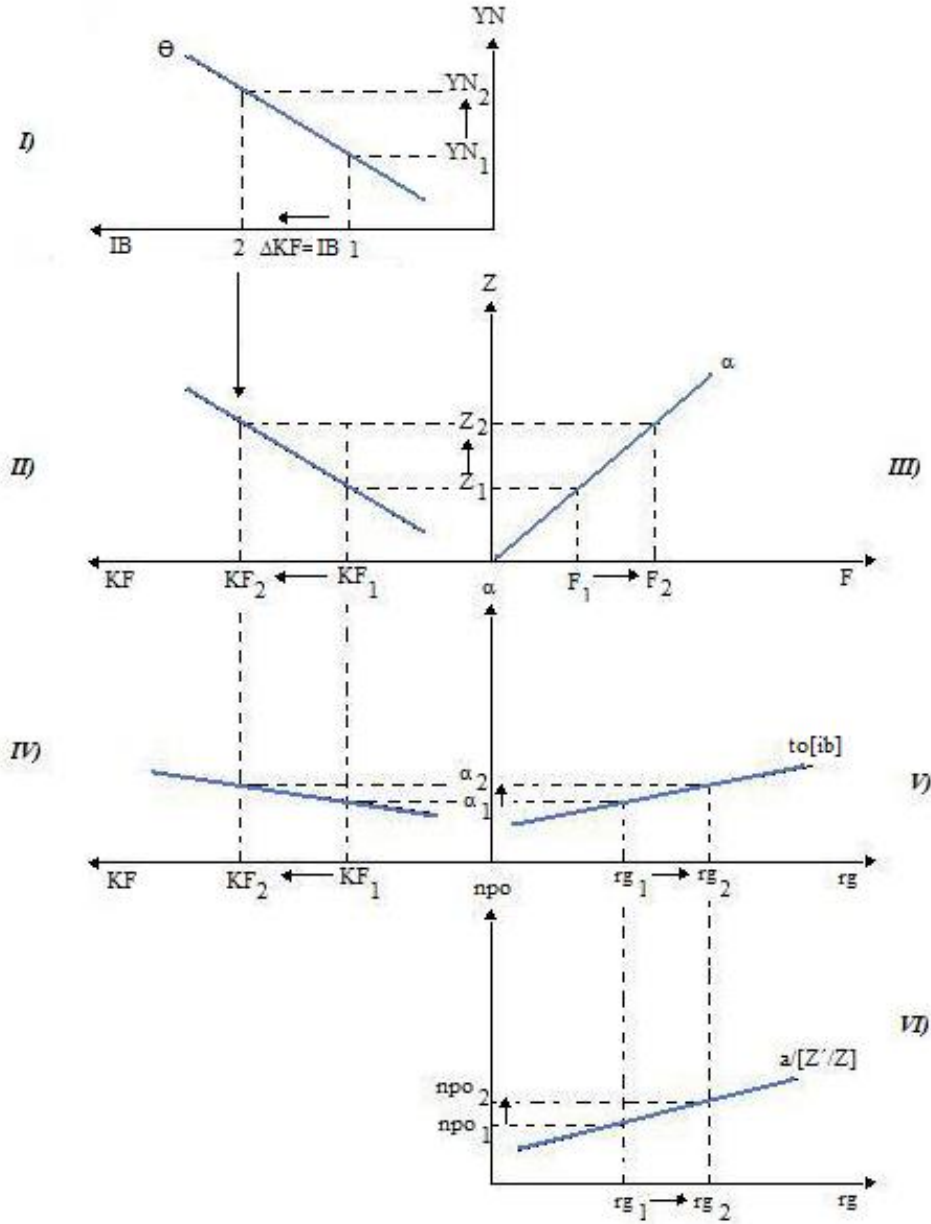 YN
Θ
YN2
I)
YN1
IB
2 ΔKF=IB 1
Z
α
Z2
II)
Z1
III)
KF
KF2
KF1
F1
F2
F
α
IV)
to[ib]
α2
α1
V)
KF
KF2
KF1
npo
rg1
rg2
rg
VI)
a/[Z´/Z]
npo2
npo1
rg1
rg2
rg